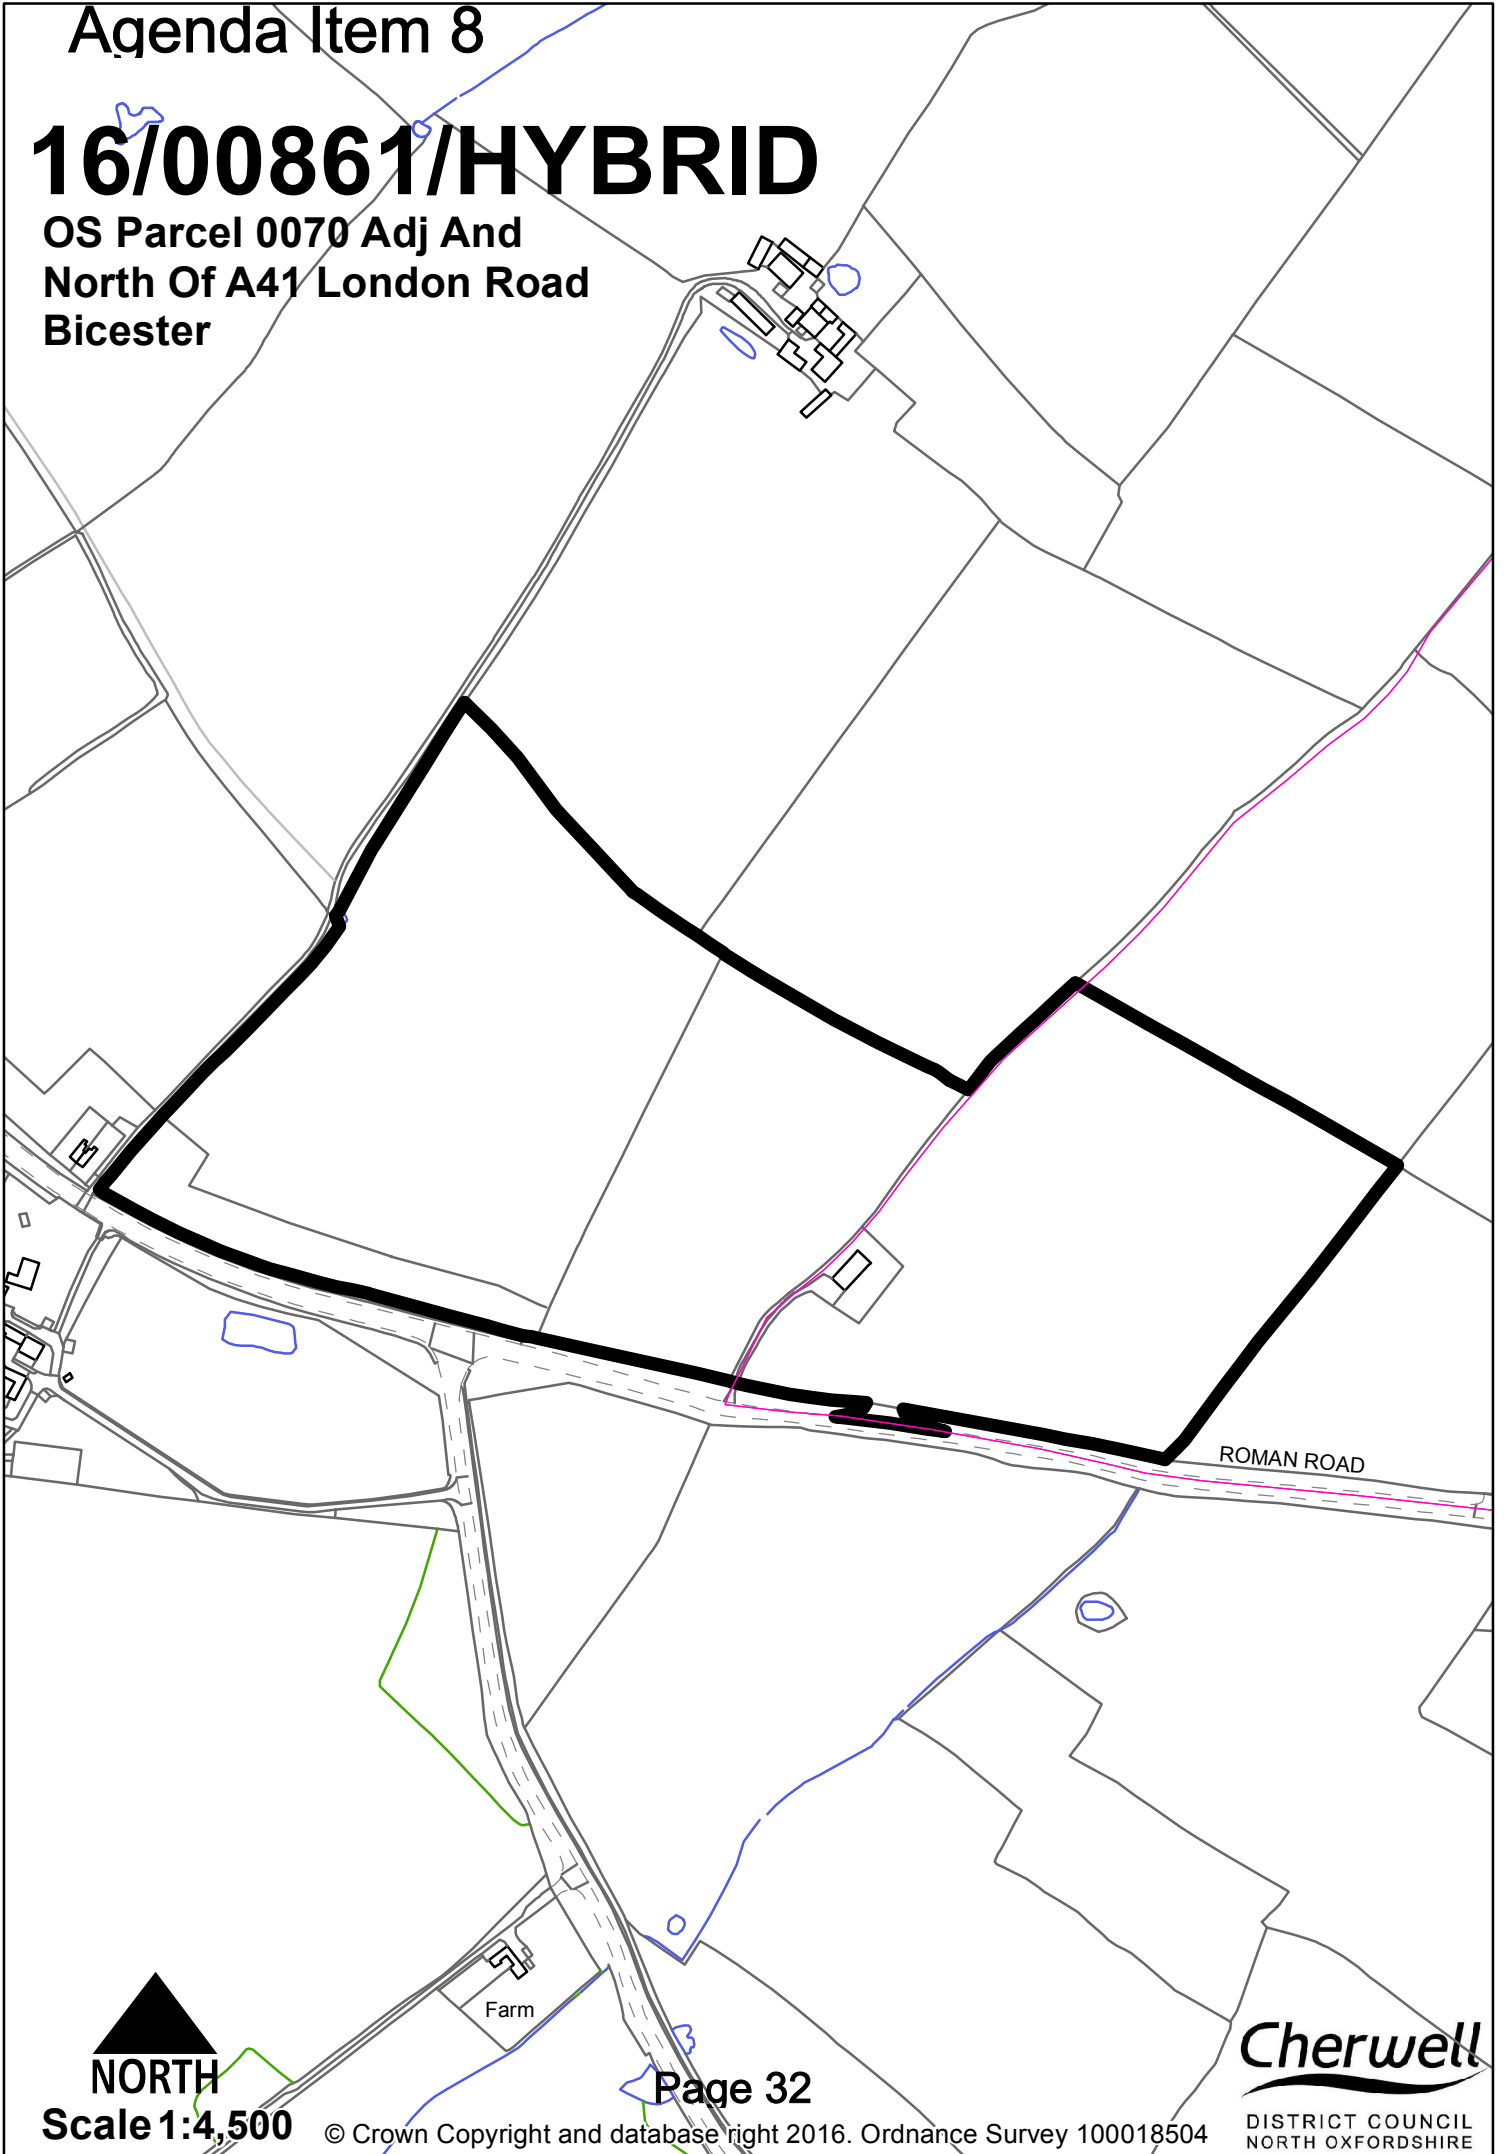 Agenda Item 8
16/00861/HYBRID
OS Parcel 0070 Adj And
North Of A41 London Road
Bicester
ROMAN ROAD
Farm
NORTH
Scale 1:4,500
Page 32
© Crown Copyright and database right 2016. Ordnance Survey 100018504
Cherwell
DISTRICT COUNCIL
NORTH OXFORDSHIRE